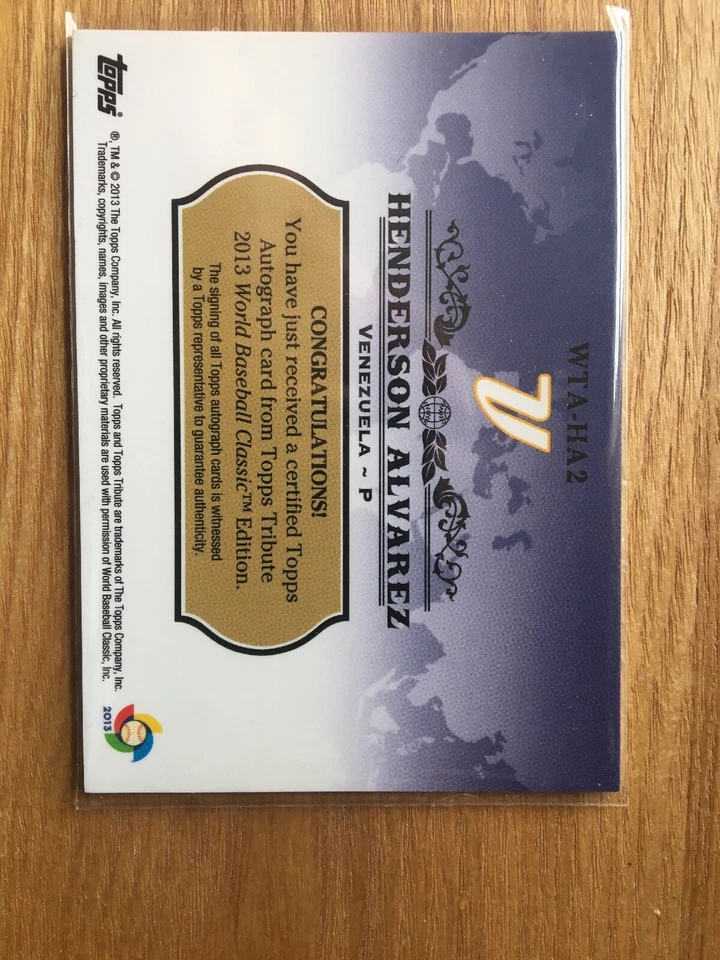 WTA-HA2
V
HENDERSON ALVAREZ
VENEZUELA ~ P
CONGRATULATIONS!
You have just received a certified Topps
Autograph card from Topps Tribute
2013 World Baseball Classic™ Edition.
The signing of all Topps autograph cards is witnessed
by a Topps representative to guarantee authenticity.
topps
®, TM & © 2013 The Topps Company, Inc. All rights reserved. Topps and Topps Tribute are trademarks of The Topps Company, Inc.
Trademarks, copyrights, names, images and other proprietary materials are used with permission of World Baseball Classic, Inc.
2013